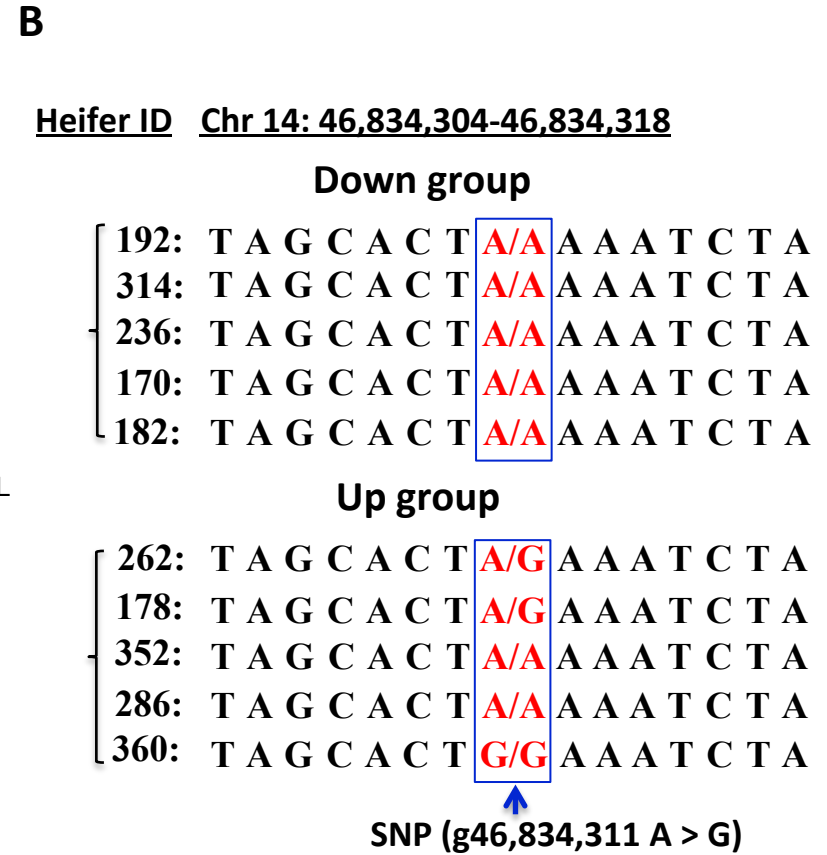 B
Heifer ID Chr 14: 46,834,304-46,834,318
Down group
192: T A G C A C T A/A A A A T C T A
314: T A G C A C T A/A A A A T C T A
236: T A G C A C T A/A A A A T C T A
170: T A G C A C T A/A A A A T C T A
182: T A G C A C T A/A A A A T C T A
Up group
262: T A G C A C T A/G A A A T C T A
178: T A G C A C T A/G A A A T C T A
352: T A G C A C T A/A A A A T C T A
286: T A G C A C T A/A A A A T C T A
360: T A G C A C T G/G A A A T C T A
SNP (g46,834,311 A > G)